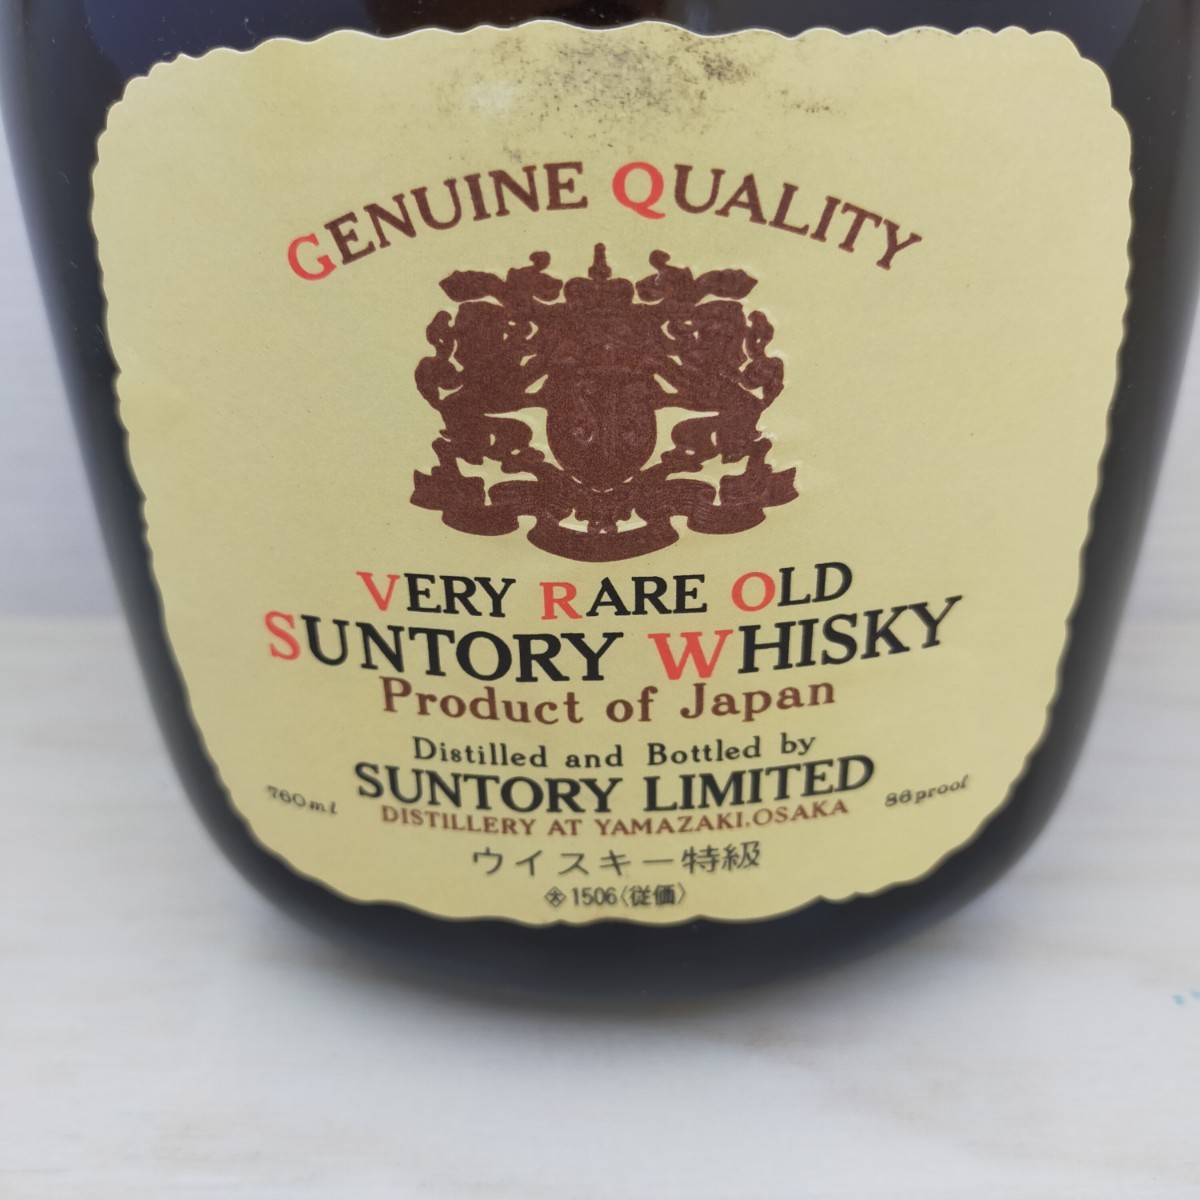 GENUINE QUALITY
VERY RARE OLD
SUNTORY WHISKY
Product of Japan
Distilled and Bottled by
SUNTORY LIMITED
760ml
86proof
DISTILLERY AT YAMAZAKI.OSAKA
ウイスキー特級
1506〈従価〉